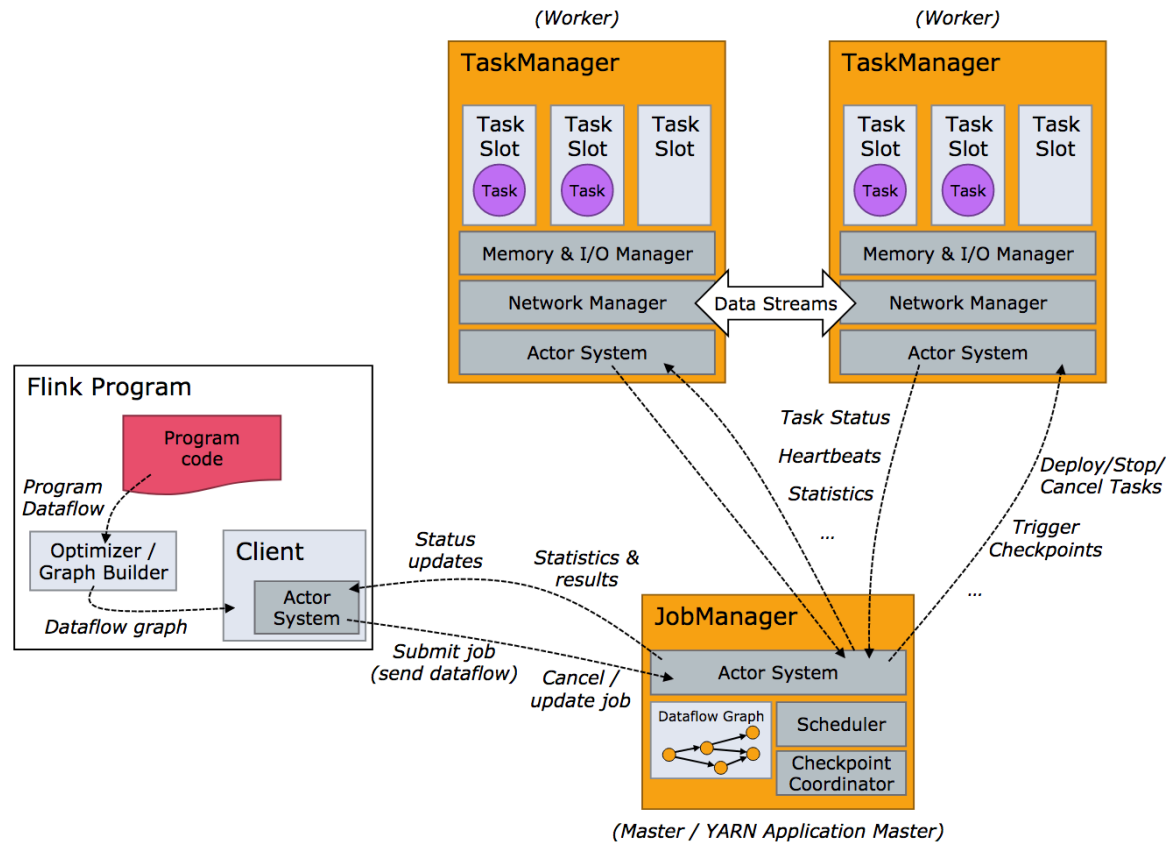 (Worker)
(Worker)
TaskManager
Task
Slot
Task
Task
Slot
Task
Task
Slot
Memory & I/O Manager
Network Manager
Actor System
TaskManager
Task
Slot
Task
Task
Slot
Task
Task
Slot
Memory & I/O Manager
Network Manager
Actor System
Data Streams
Flink Program
Program
code
Program
Dataflow
Optimizer /
Graph Builder
Dataflow graph
Client
Actor
System
Status
updates
Statistics &
results
Submit job
(send dataflow)
Cancel /
update job
Task Status
Heartbeats
Statistics
...
Deploy/Stop/
Cancel Tasks
Trigger
Checkpoints
...
JobManager
Actor System
Dataflow Graph
Scheduler
Checkpoint
Coordinator
(Master / YARN Application Master)